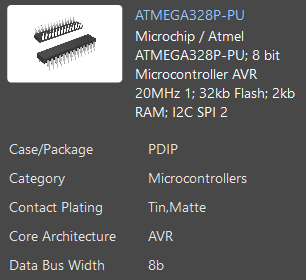 ATMEGA328P-PU
Microchip / Atmel
ATMEGA328P-PU; 8 bit
Microcontroller AVR
20MHz 1; 32kb Flash; 2kb
RAM; I2C SPI 2
Case/Package PDIP
Category Microcontrollers
Contact Plating Tin,Matte
Core Architecture AVR
Data Bus Width 8b